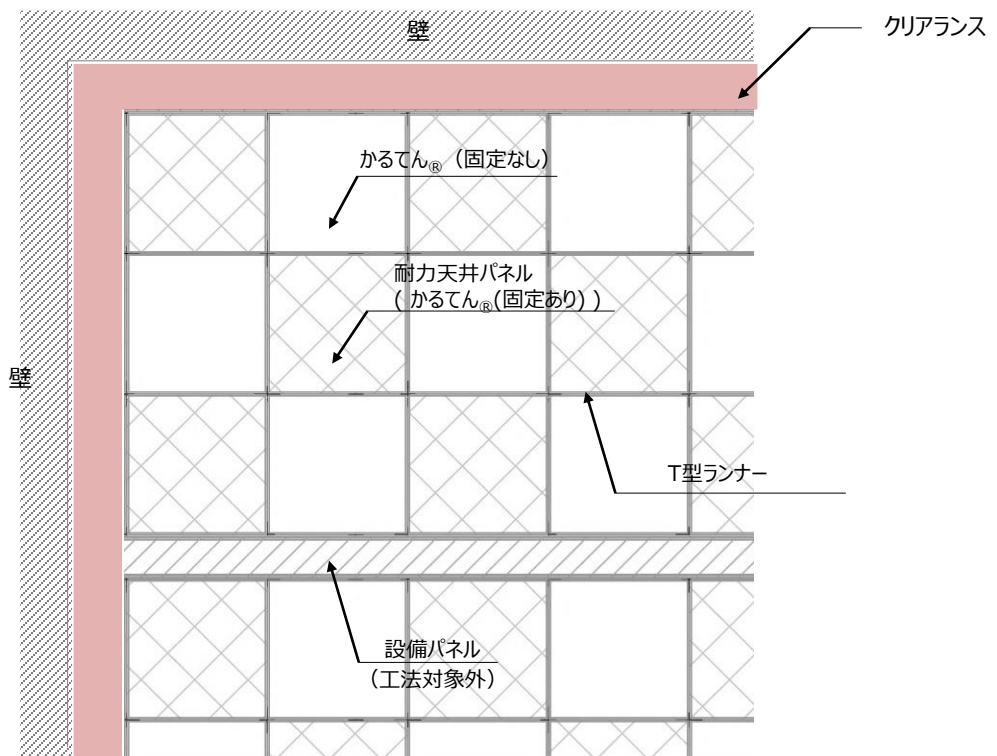 壁
クリアランス
かるてん® （固定なし）
耐力天井パネル
( かるてん®(固定あり) )
壁
T型ランナー
設備パネル
（工法対象外）